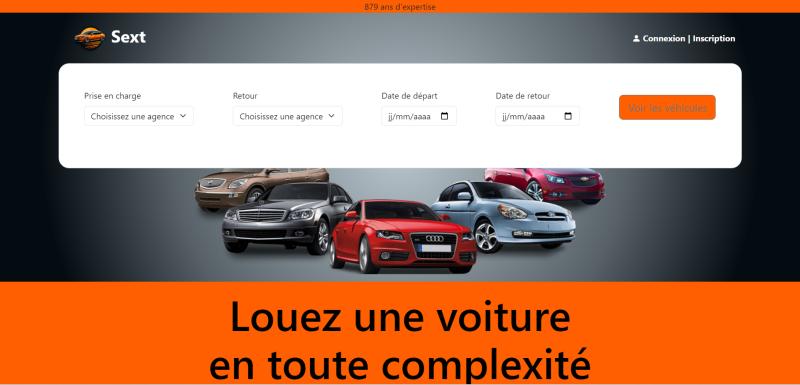 879 ans d'expertise
Sext
Connexion | Inscription
Prise en charge
Retour
Date de départ
Date de retour
Choisissez une agence
Choisissez une agence
jj/mm/aaaa
jj/mm/aaaa
Voir les véhicules
Louez une voiture
en toute complexité